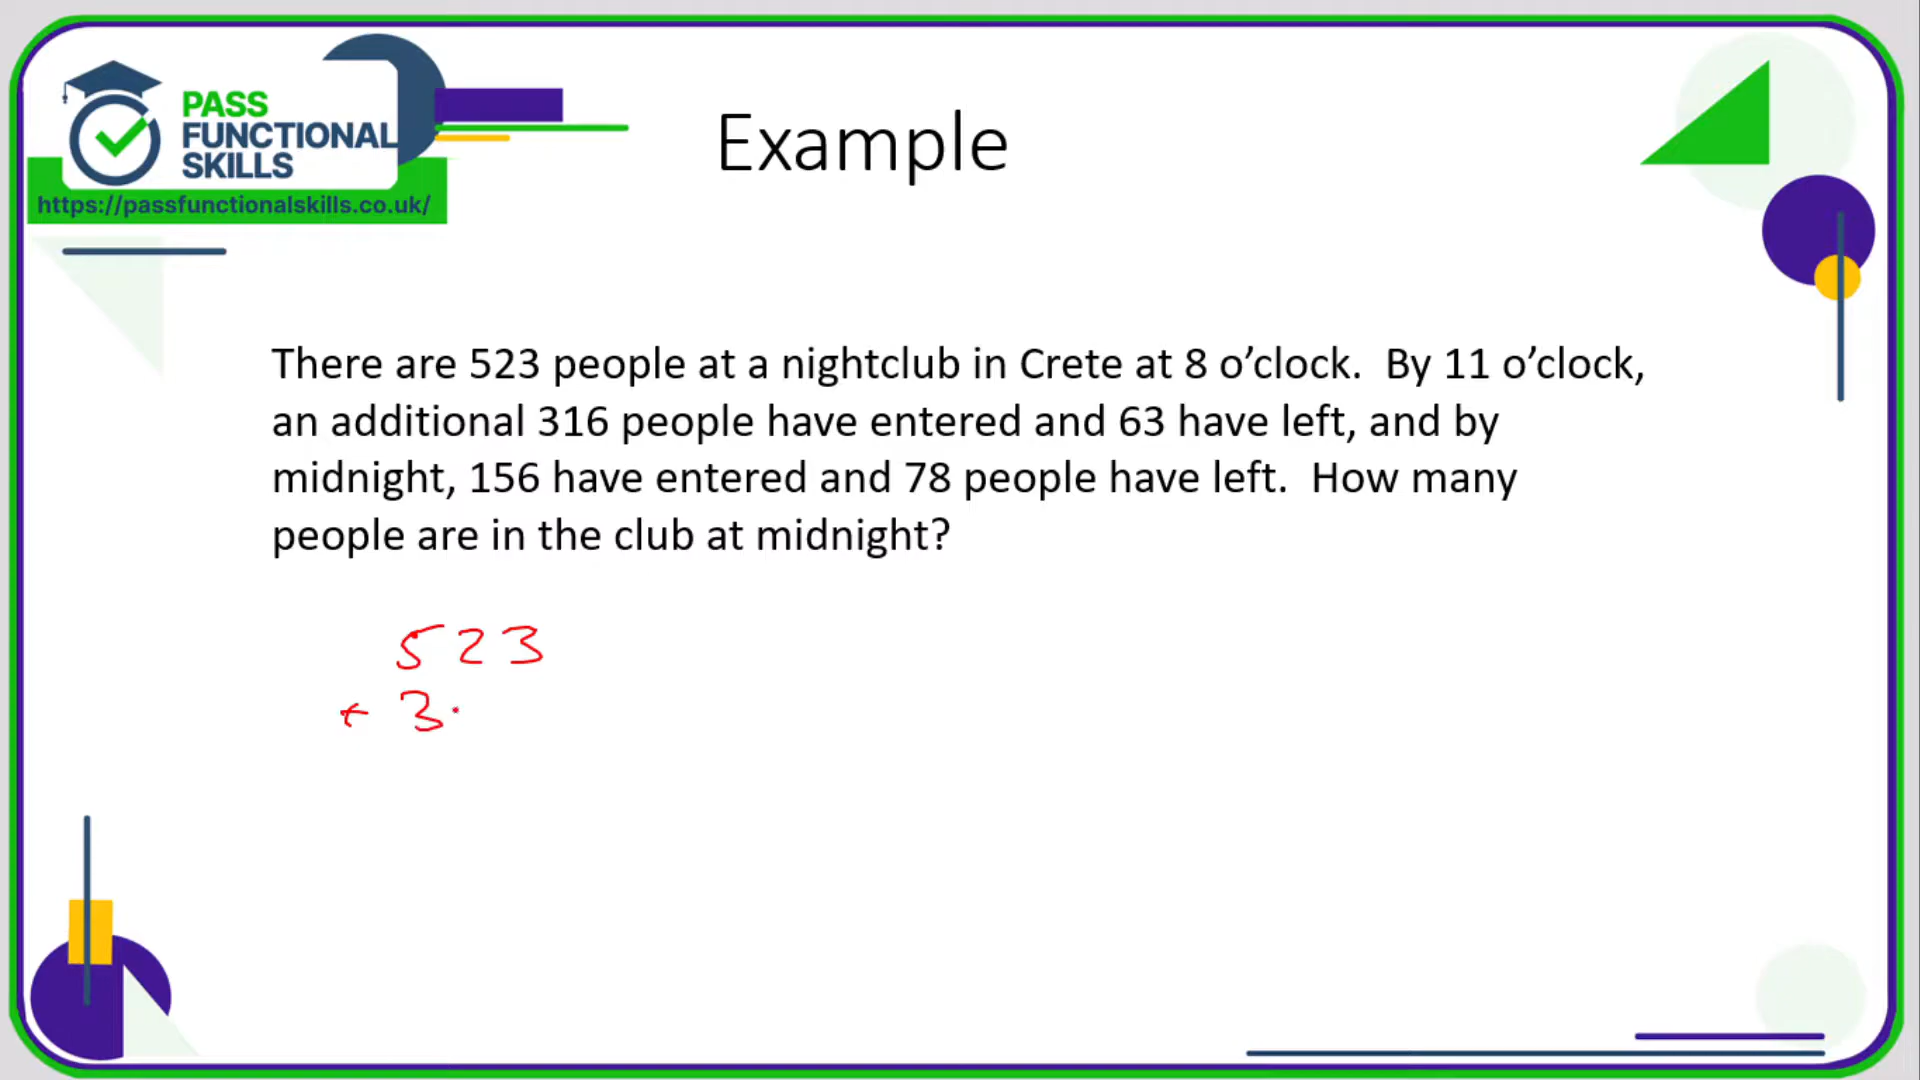 PASS
FUNCTIONAL
SKILLS
https://passfunctionalskills.co.uk/
Example
There are 523 people at a nightclub in Crete at 8 o’clock.  By 11 o’clock,
an additional 316 people have entered and 63 have left, and by
midnight, 156 have entered and 78 people have left.  How many
people are in the club at midnight?
523
+ 3